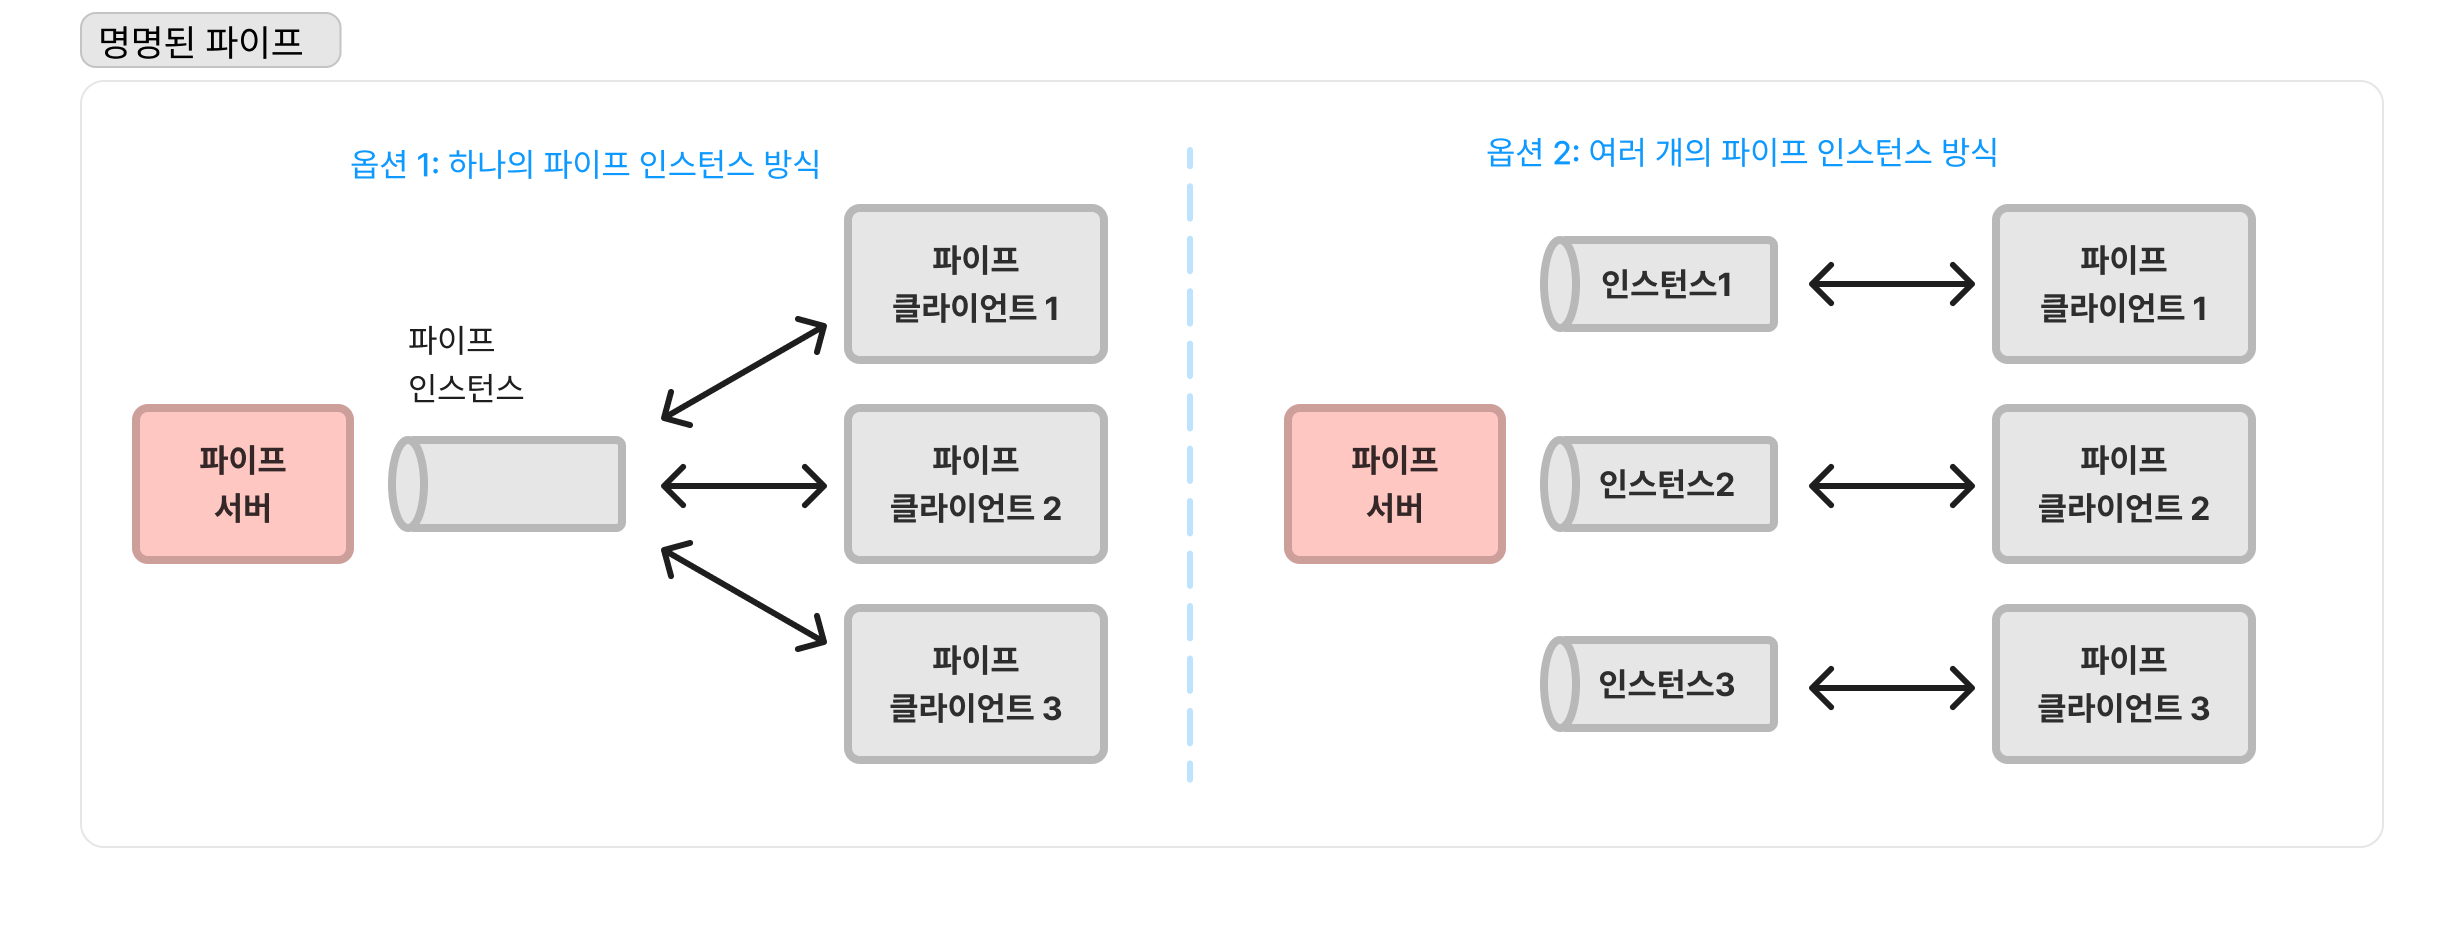 명명된 파이프
옵션 1: 하나의 파이프 인스턴스 방식
파이프
서버
파이프
인스턴스
파이프
클라이언트 1
파이프
클라이언트 2
파이프
클라이언트 3
옵션 2: 여러 개의 파이프 인스턴스 방식
파이프
서버
인스턴스1
인스턴스2
인스턴스3
파이프
클라이언트 1
파이프
클라이언트 2
파이프
클라이언트 3